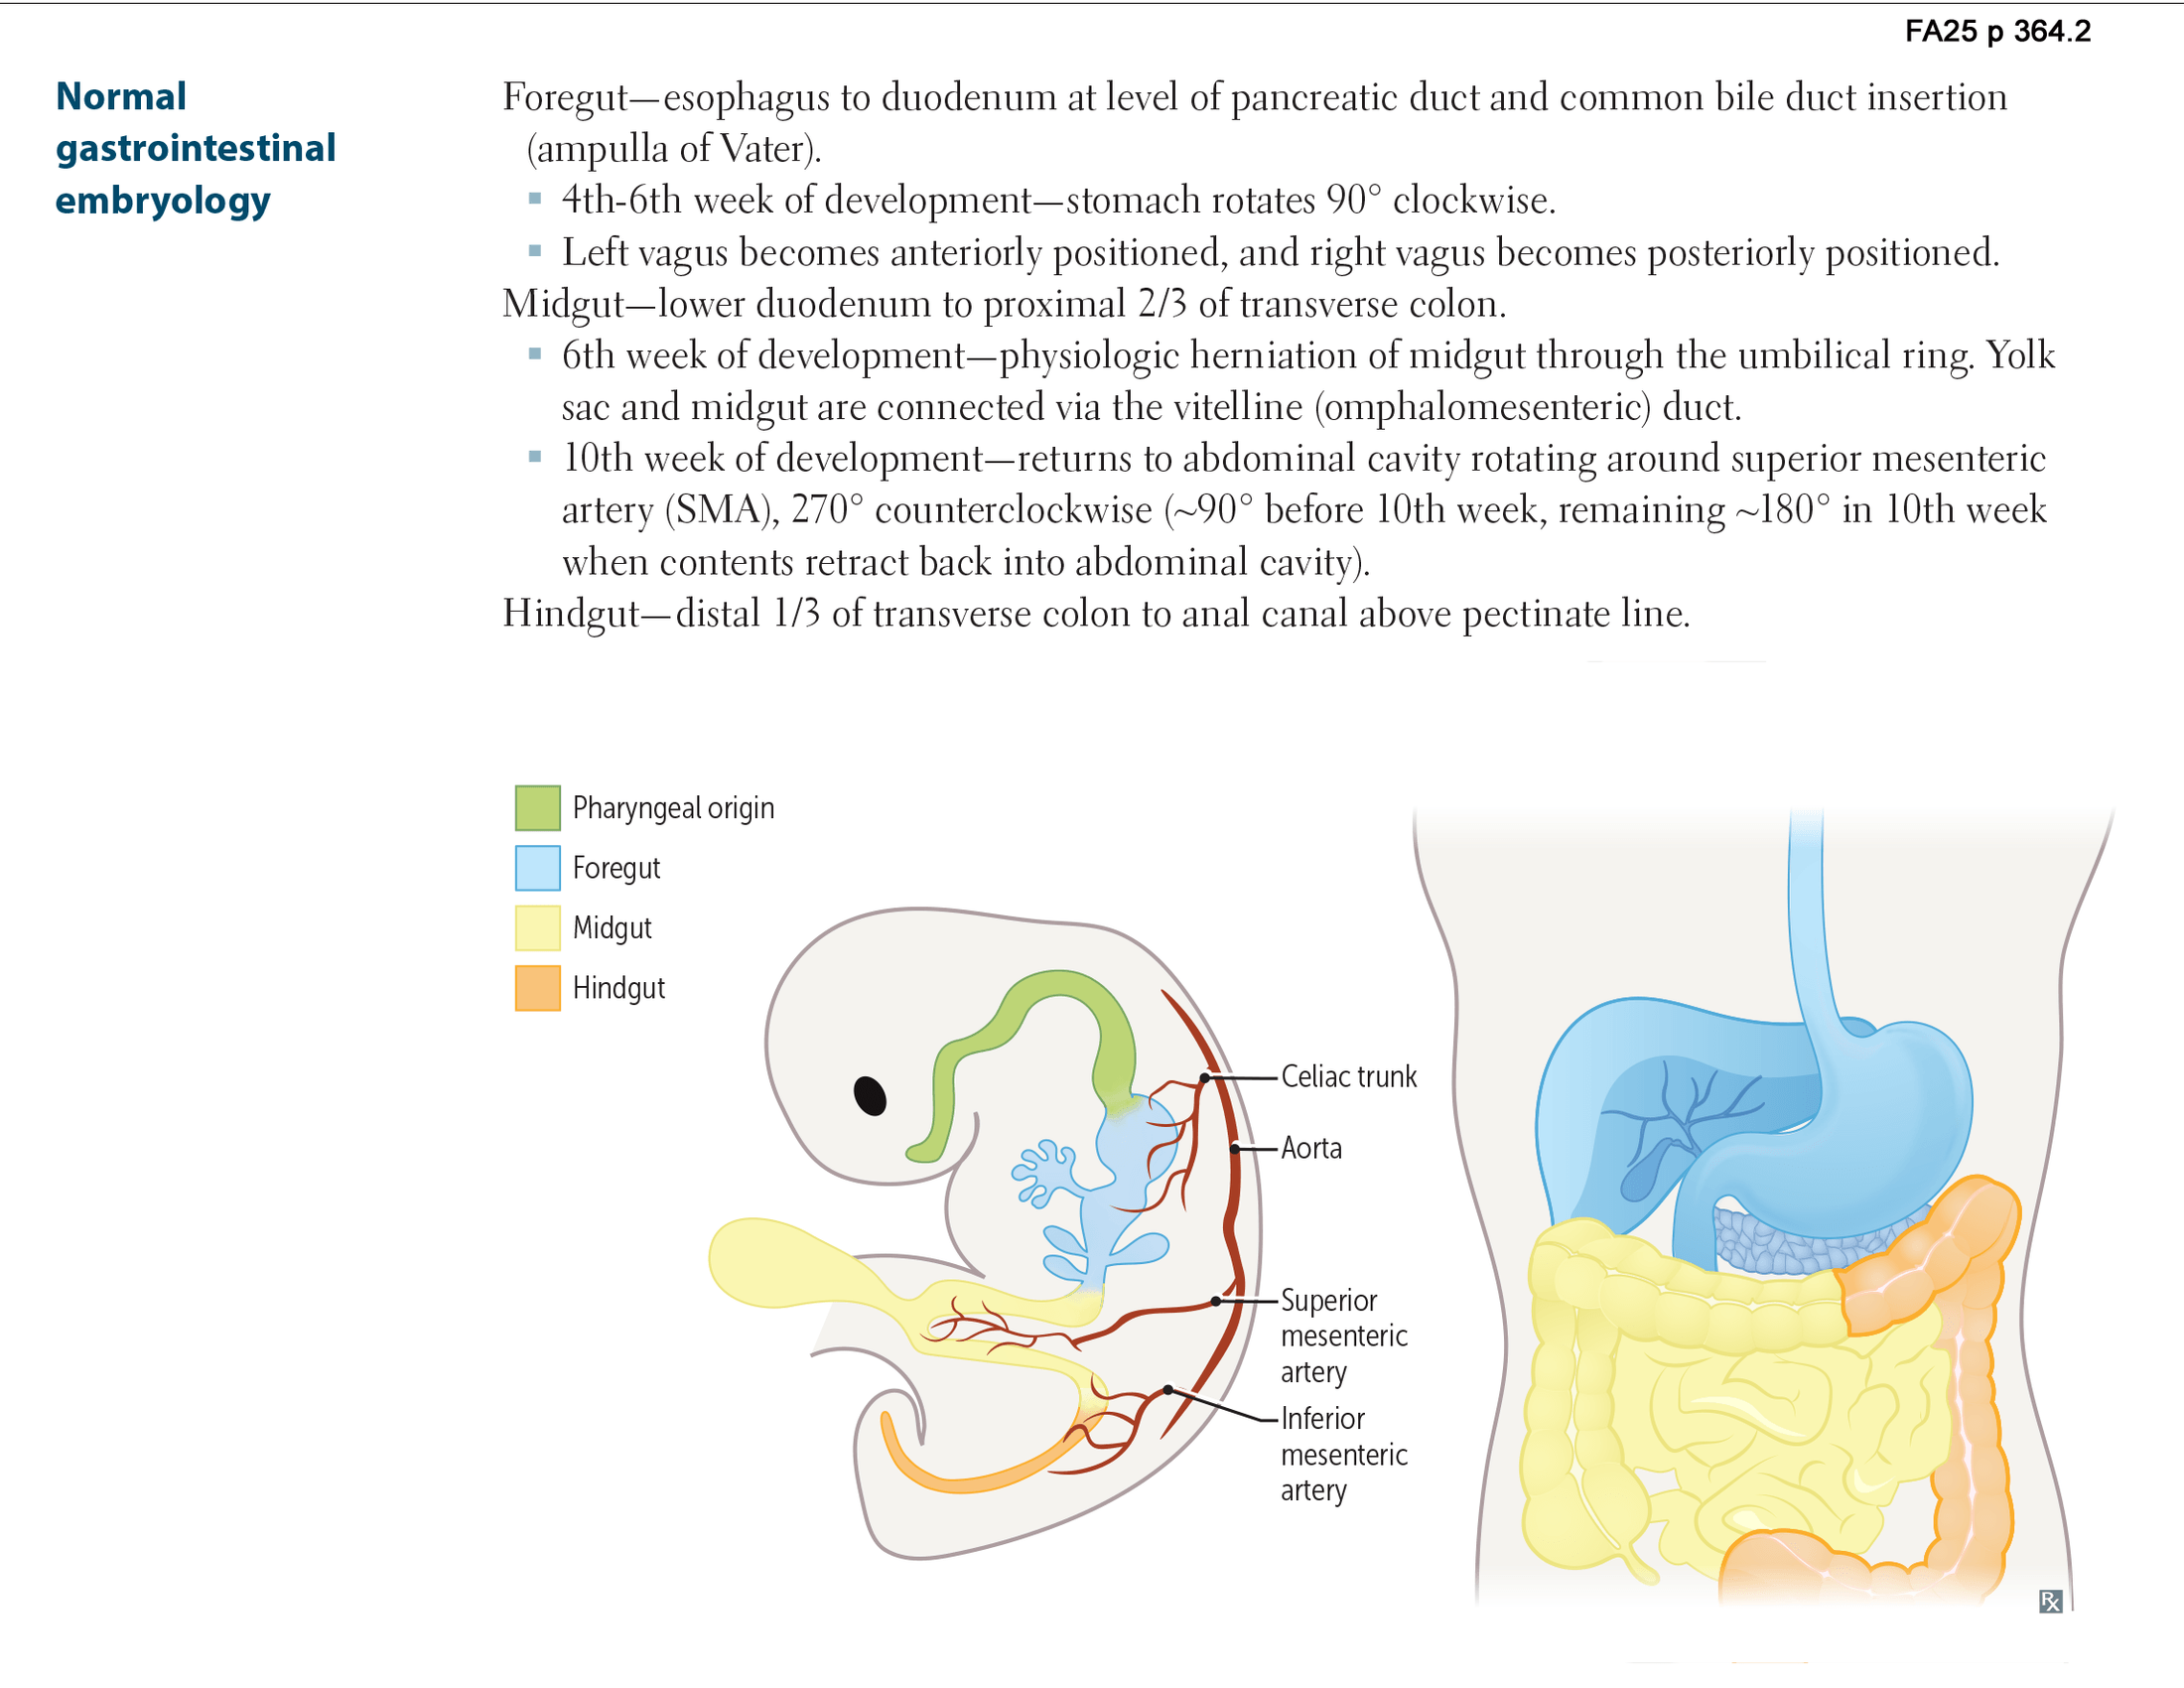 FA25 p 364.2
Normal
gastrointestinal
embryology
Foregut—esophagus to duodenum at level of pancreatic duct and common bile duct insertion
(ampulla of Vater).
▪ 4th-6th week of development—stomach rotates 90° clockwise.
▪ Left vagus becomes anteriorly positioned, and right vagus becomes posteriorly positioned.
Midgut—lower duodenum to proximal 2/3 of transverse colon.
▪ 6th week of development—physiologic herniation of midgut through the umbilical ring. Yolk
sac and midgut are connected via the vitelline (omphalomesenteric) duct.
▪ 10th week of development—returns to abdominal cavity rotating around superior mesenteric
artery (SMA), 270° counterclockwise (~90° before 10th week, remaining ~180° in 10th week
when contents retract back into abdominal cavity).
Hindgut—distal 1/3 of transverse colon to anal canal above pectinate line.
Pharyngeal origin
Foregut
Midgut
Hindgut
Celiac trunk
Aorta
Superior
mesenteric
artery
Inferior
mesenteric
artery
Rx